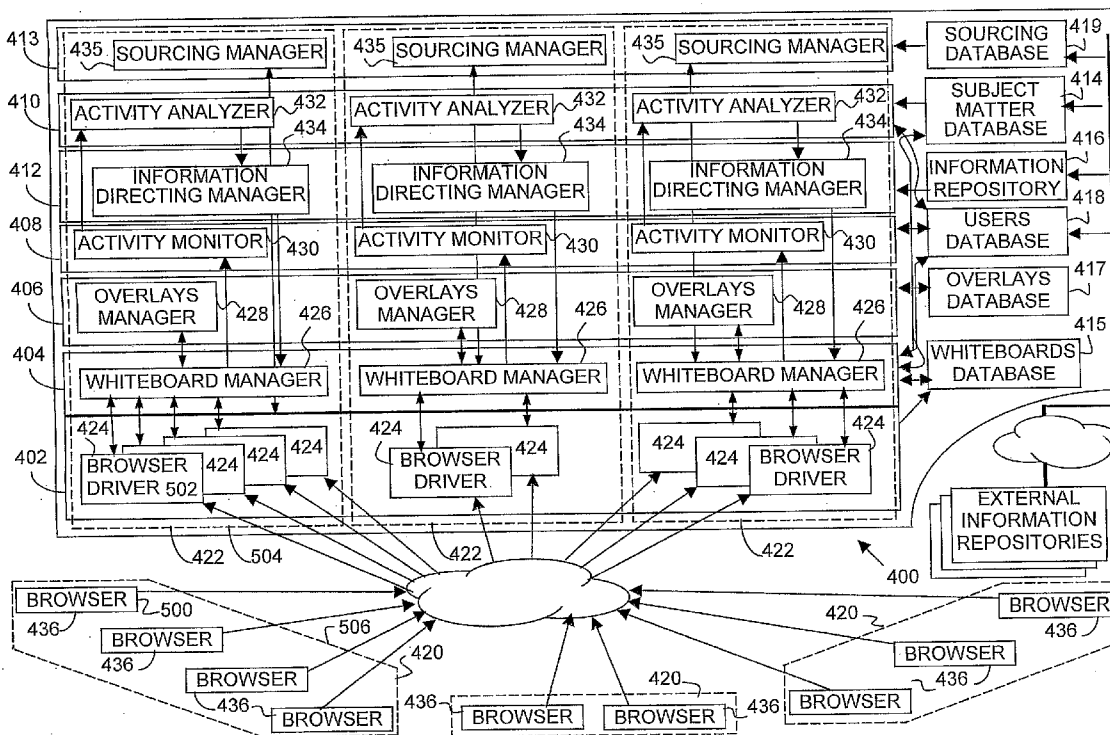 413
435
SOURCING MANAGER
435
SOURCING MANAGER
435
SOURCING MANAGER
SOURCING
DATABASE
419
410
ACTIVITY ANALYZER
432
ACTIVITY ANALYZER
432
ACTIVITY ANALYZER
432
SUBJECT
MATTER
DATABASE
414
434
434
434
412
INFORMATION
DIRECTING MANAGER
INFORMATION
DIRECTING MANAGER
INFORMATION
DIRECTING MANAGER
INFORMATION
REPOSITORY
416
408
ACTIVITY MONITOR
430
ACTIVITY MONITOR
430
ACTIVITY MONITOR
430
USERS
DATABASE
418
406
OVERLAYS
MANAGER
428
OVERLAYS
MANAGER
428
OVERLAYS
MANAGER
428
OVERLAYS
DATABASE
417
426
426
426
404
WHITEBOARD MANAGER
WHITEBOARD MANAGER
WHITEBOARD MANAGER
WHITEBOARDS
DATABASE
415
402
424
BROWSER
DRIVER 502
424
424
424
424
BROWSER
DRIVER
424
424
BROWSER
DRIVER
424
EXTERNAL
INFORMATION
REPOSITORIES
422
504
422
422
400
BROWSER
500
436
BROWSER
436
506
BROWSER
436
420
BROWSER
436
BROWSER
420
BROWSER
436
420
BROWSER
436
BROWSER
436
BROWSER